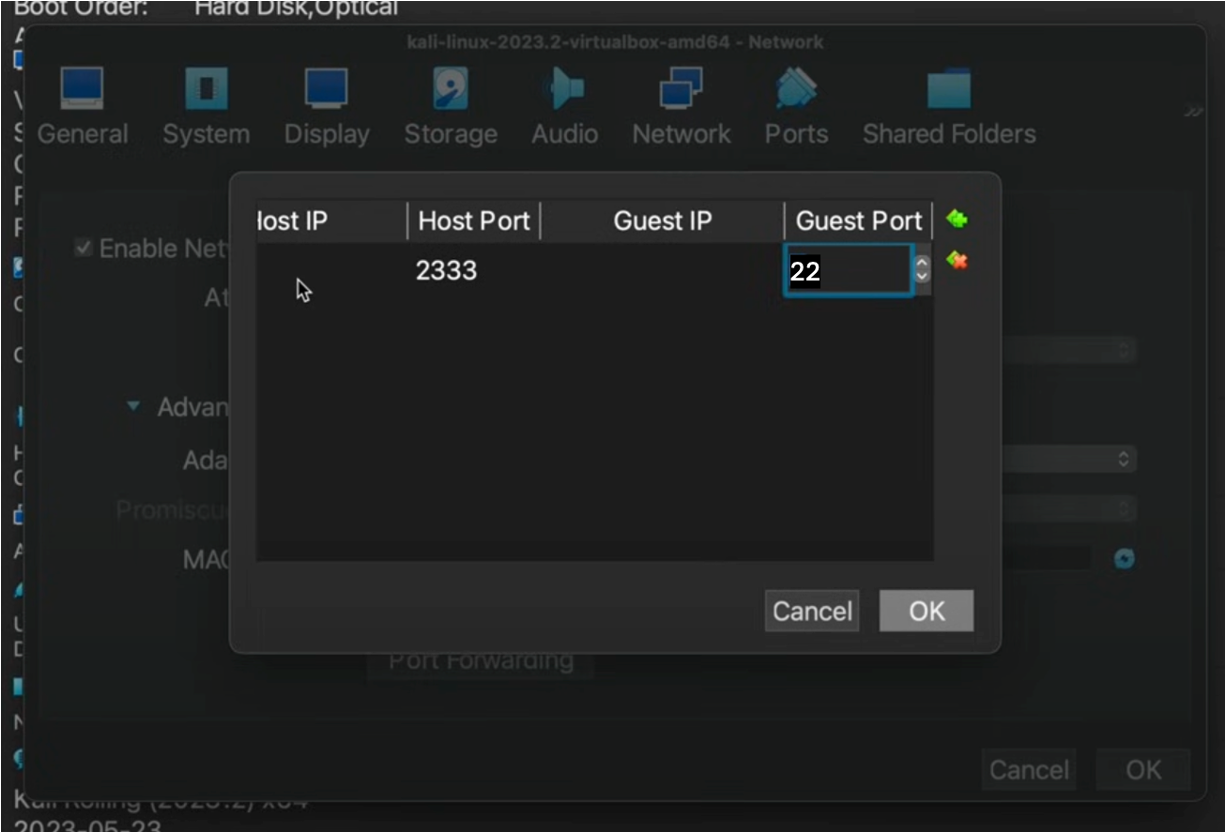 Boot Order: Hard Disk,Optical
kali-linux-2023.2-virtualbox-amd64 - Network
General System Display Storage Audio Network Ports Shared Folders
Host IP Host Port Guest IP Guest Port
Enable Net
2333 22
At
Advan
Ada
Promiscu
MAC
Cancel OK
Port Forwarding
Cancel OK
Kali Rolling (2023.2) x64
2023-05-23